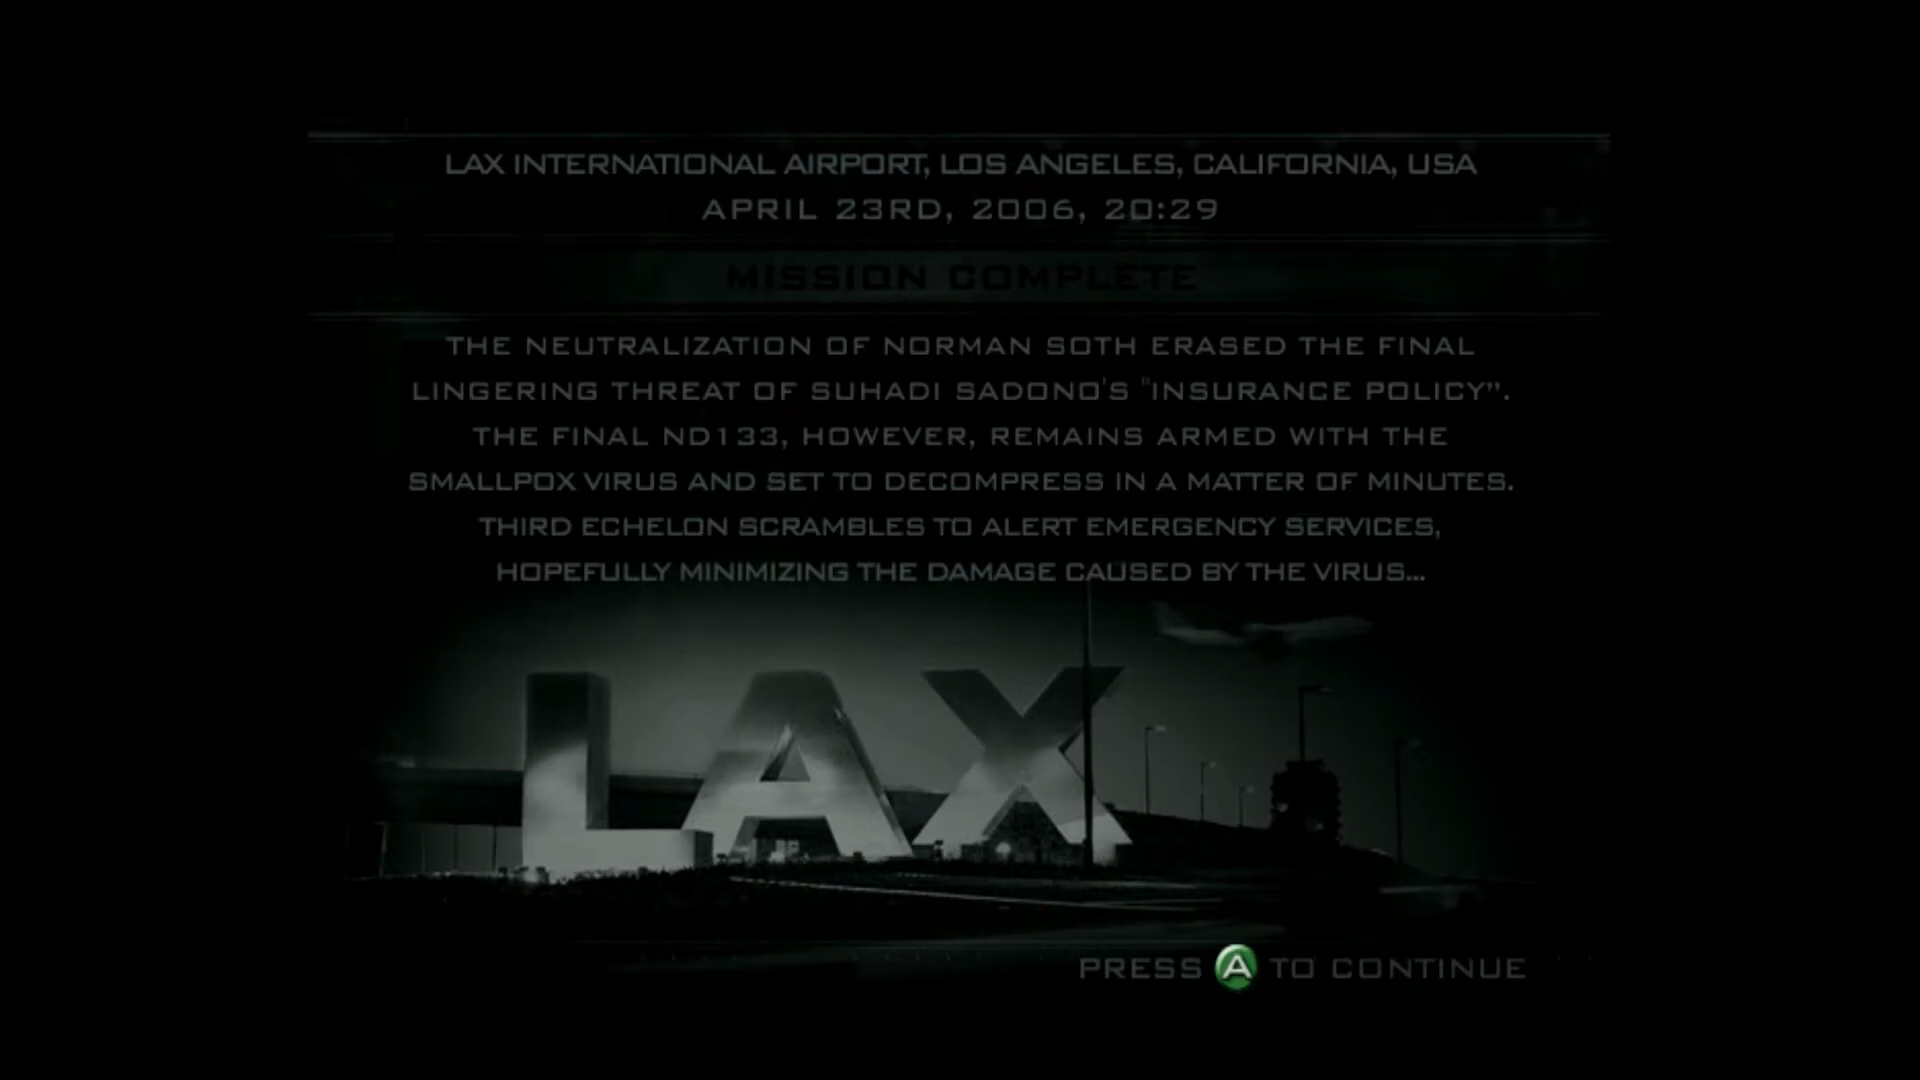 LAX INTERNATIONAL AIRPORT, LOS ANGELES, CALIFORNIA, USA
APRIL 23RD, 2006, 20:29
MISSION COMPLETE
THE NEUTRALIZATION OF NORMAN SOTH ERASED THE FINAL
LINGERING THREAT OF SUHADI SADONO'S "INSURANCE POLICY”.
THE FINAL ND133, HOWEVER, REMAINS ARMED WITH THE
SMALLPOX VIRUS AND SET TO DECOMPRESS IN A MATTER OF MINUTES.
THIRD ECHELON SCRAMBLES TO ALERT EMERGENCY SERVICES,
HOPEFULLY MINIMIZING THE DAMAGE CAUSED BY THE VIRUS...
LAX
PRESS A TO CONTINUE